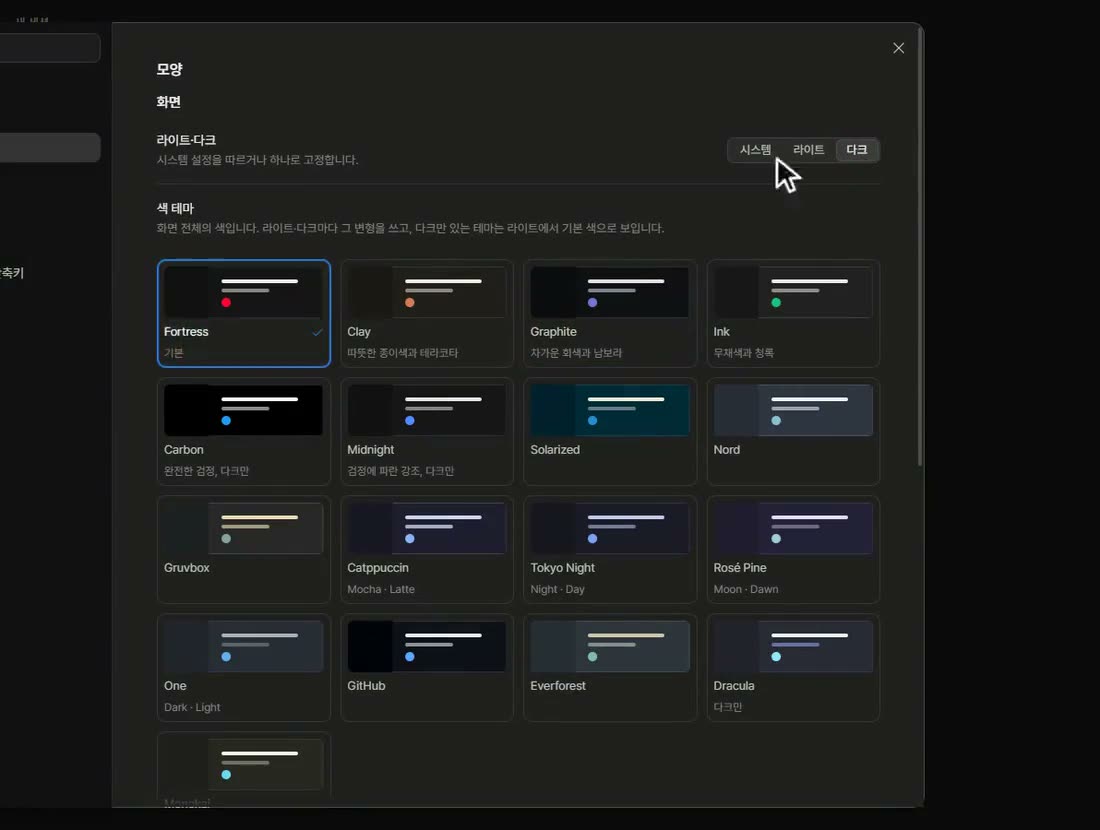 모양
화면
라이트·다크
시스템 설정을 따르거나 하나로 고정합니다.
시스템 라이트 다크
색 테마
화면 전체의 색입니다. 라이트·다크마다 그 변형을 쓰고, 다크만 있는 테마는 라이트에서 기본 색으로 보입니다.
축키
Fortress
기본
Clay
따뜻한 종이색과 테라코타
Graphite
차가운 회색과 남보라
Ink
무채색과 청록
Carbon
완전한 검정, 다크만
Midnight
검정에 파란 강조, 다크만
Solarized
Nord
Gruvbox
Catppuccin
Mocha · Latte
Tokyo Night
Night · Day
Rosé Pine
Moon · Dawn
One
Dark · Light
GitHub
Everforest
Dracula
다크만
Monokai